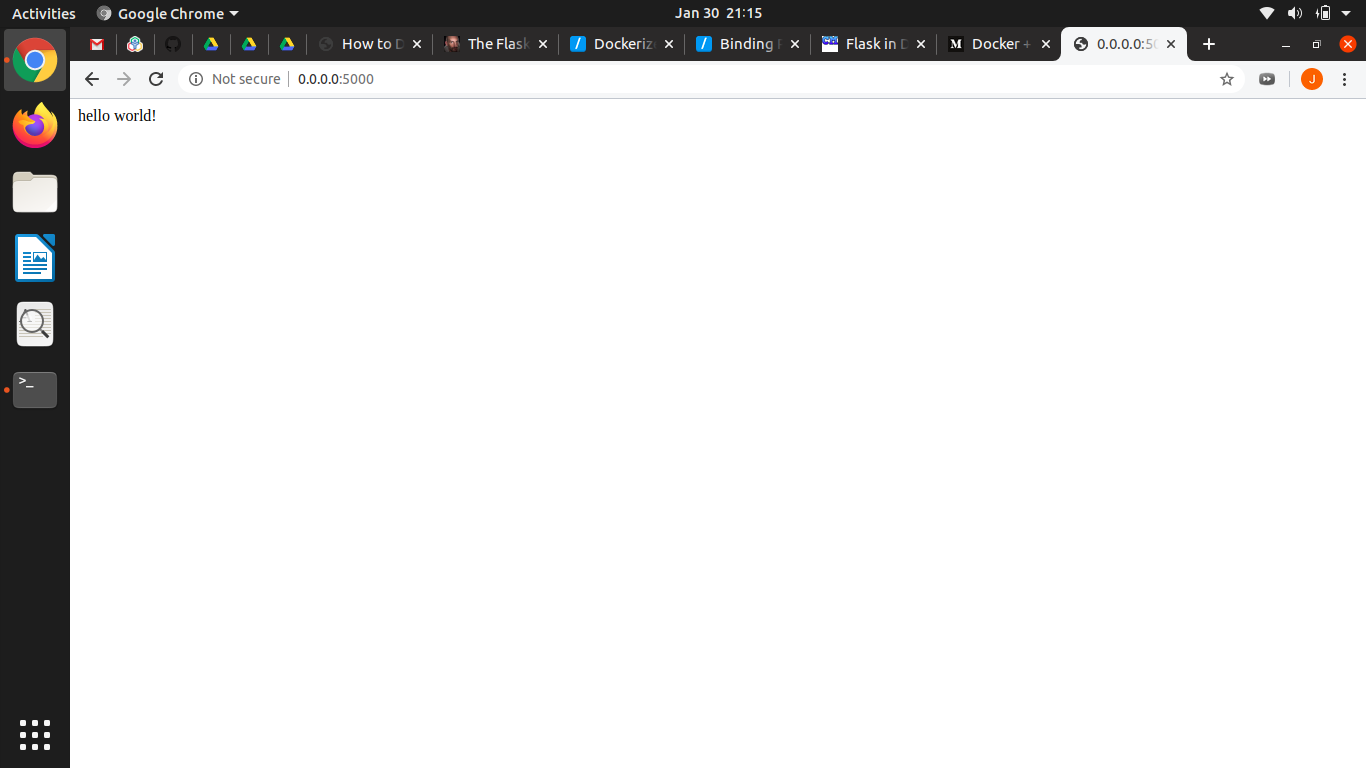 Activities Google Chrome Jan 30 21:15
How to D The Flask Dockeriz Binding Flask in D M Docker + 0.0.0.0:50
Not secure 0.0.0.0:5000 J
hello world!
>_